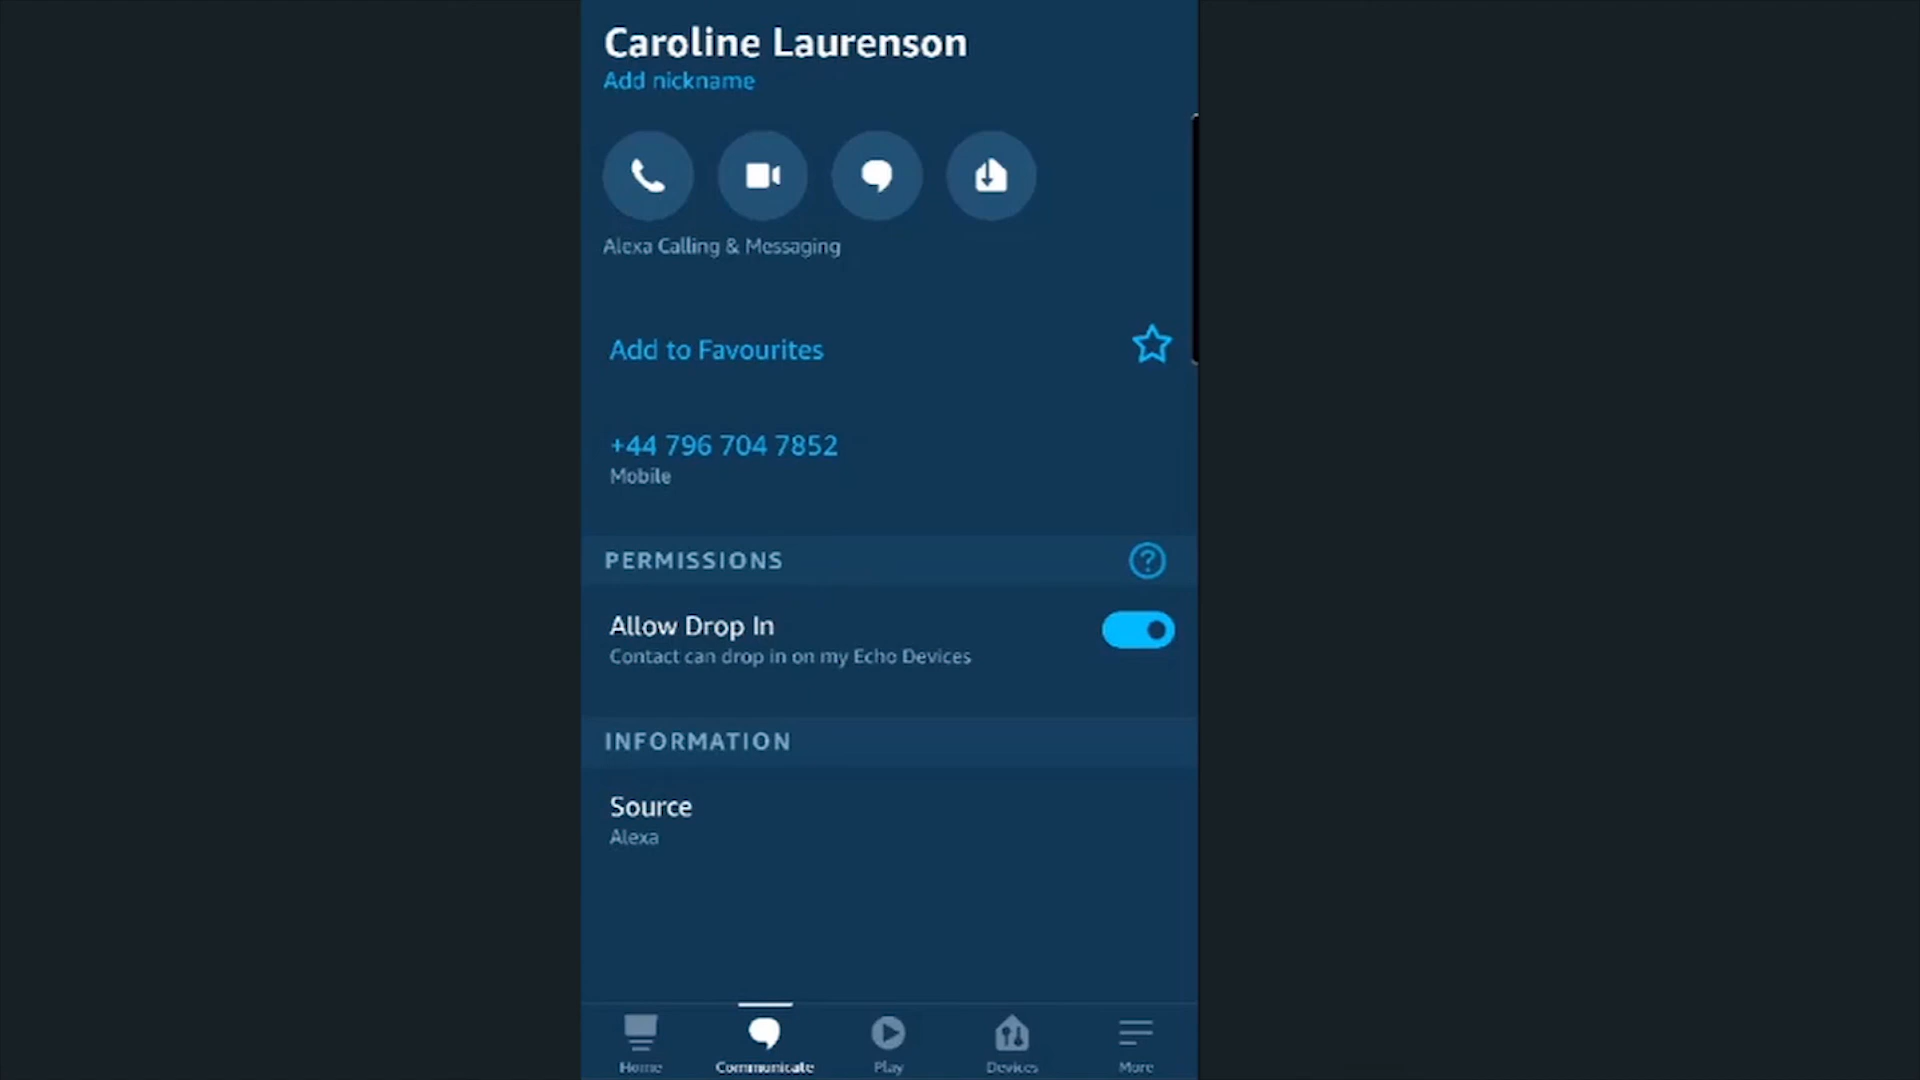 Caroline Laurenson
Add nickname
Alexa Calling & Messaging
Add to Favourites
+44 796 704 7852
Mobile
PERMISSIONS
?
Allow Drop In
Contact can drop in on my Echo Devices
INFORMATION
Source
Alexa
Home Communicate Play Devices More